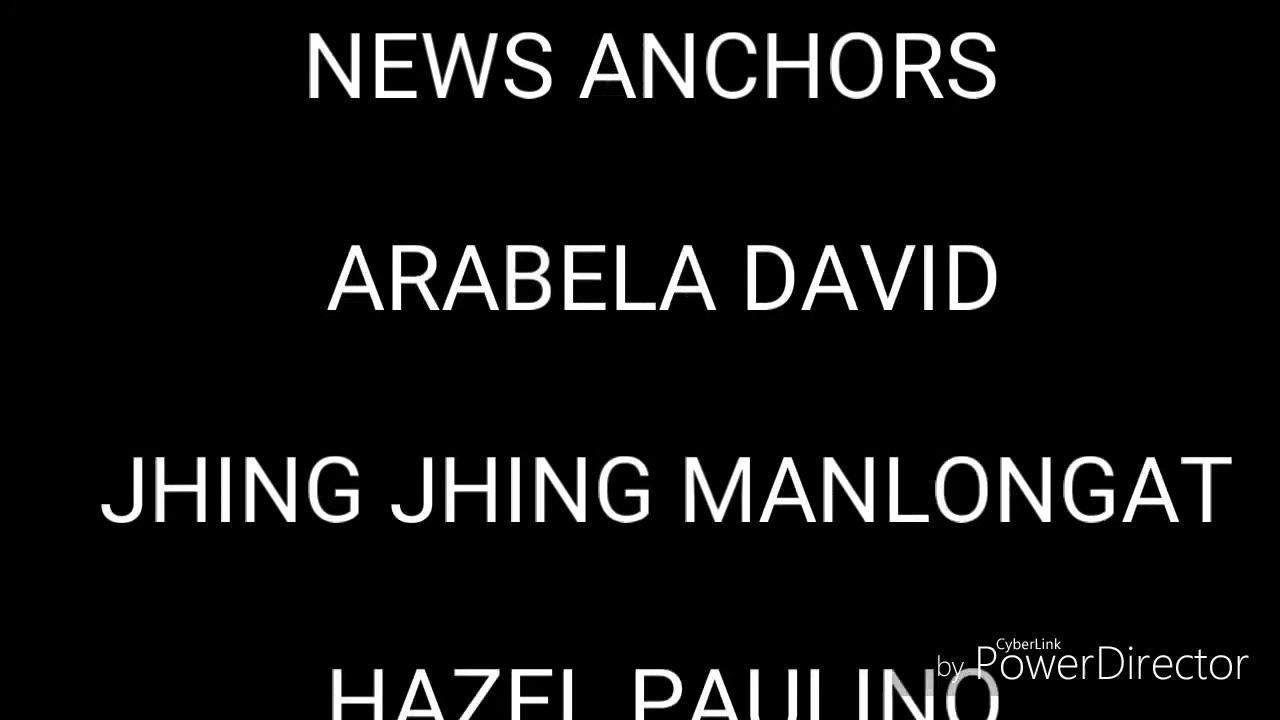 NEWS ANCHORS
ARABELA DAVID
JHING JHING MANLONGAT
HAZEL PAULINO
CyberLink
by PowerDirector